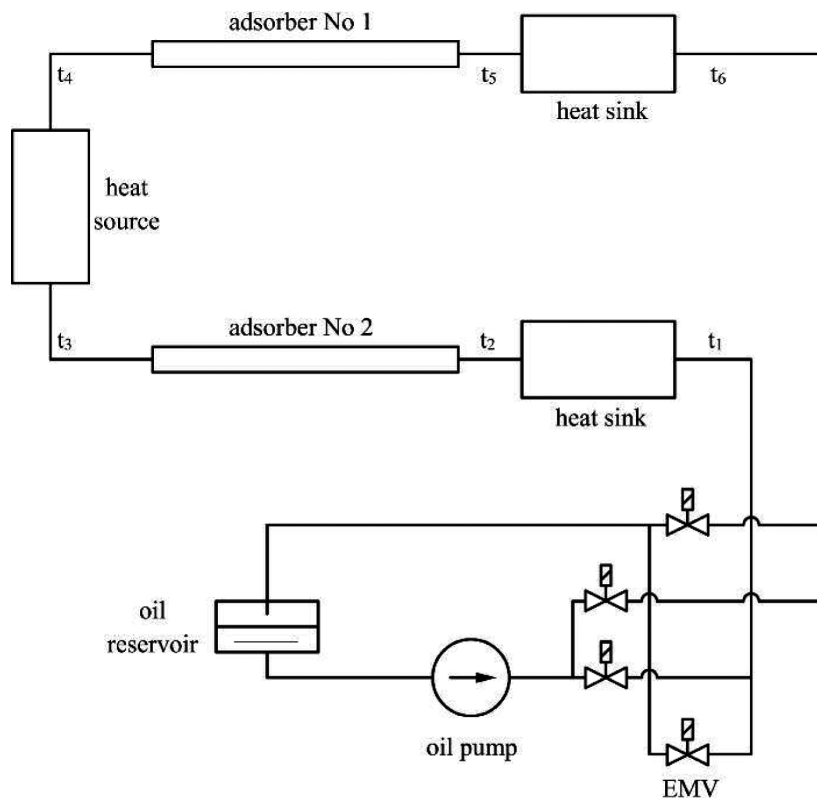 adsorber No 1
t4
t5
t6
heat sink
heat
source
adsorber No 2
t3
t2
t1
heat sink
oil
reservoir
oil pump
EMV